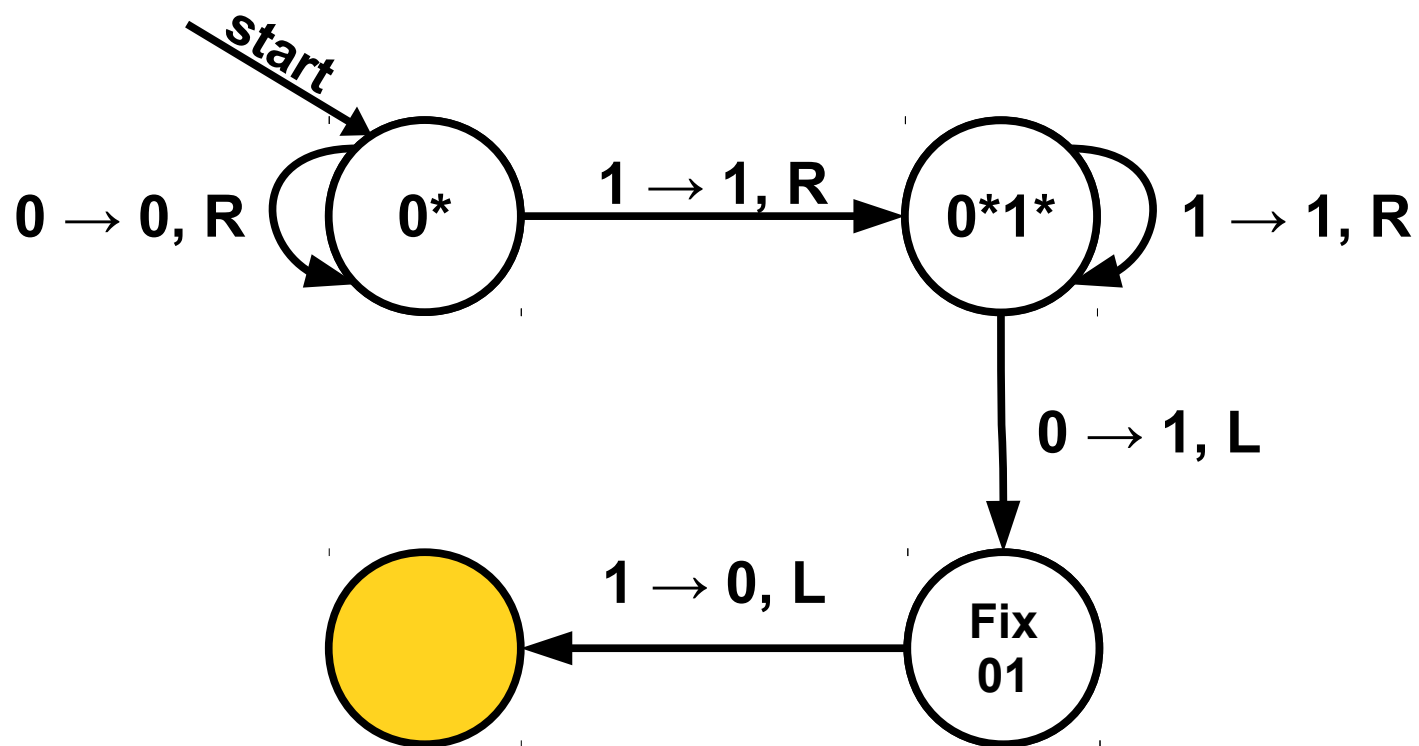 start
0 → 0, R
0*
1 → 1, R
0*1*
1 → 1, R
0 → 1, L
1 → 0, L
Fix
01